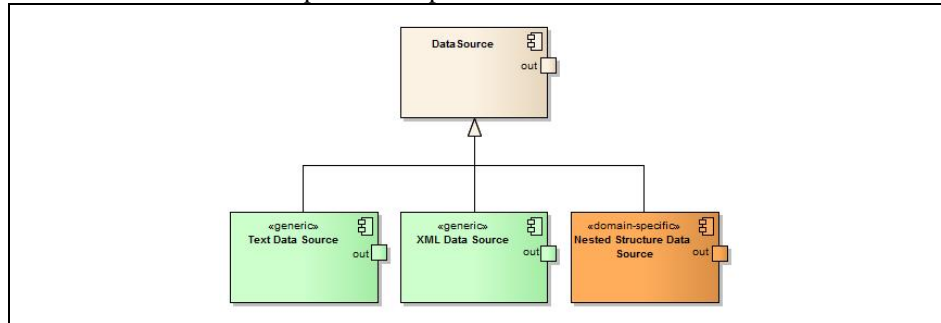 DataSource
out
«generic»
Text Data Source
out
«generic»
XML Data Source
out
«domain-specific»
Nested Structure Data
Source
out